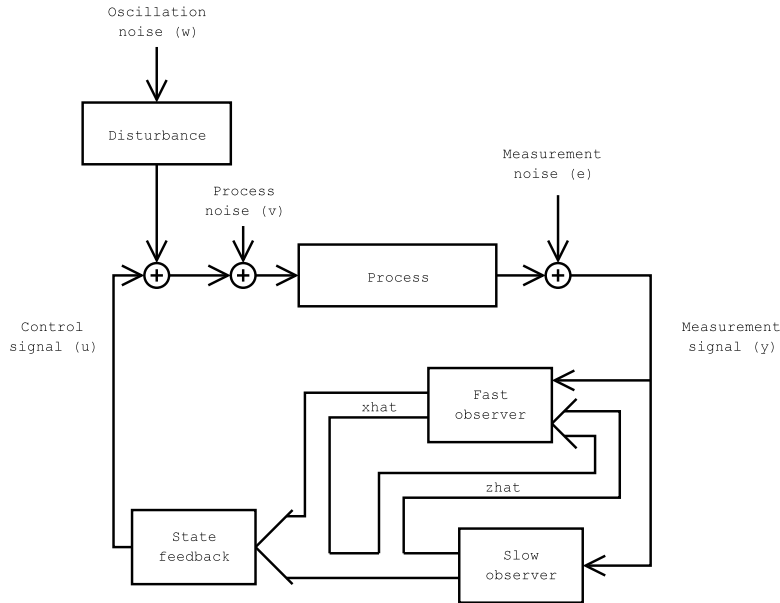 Oscillation
noise (w)
Disturbance
Measurement
noise (e)
Process
noise (v)
Process
Control
signal (u)
Measurement
signal (y)
Fast
observer
xhat
zhat
State
feedback
Slow
observer